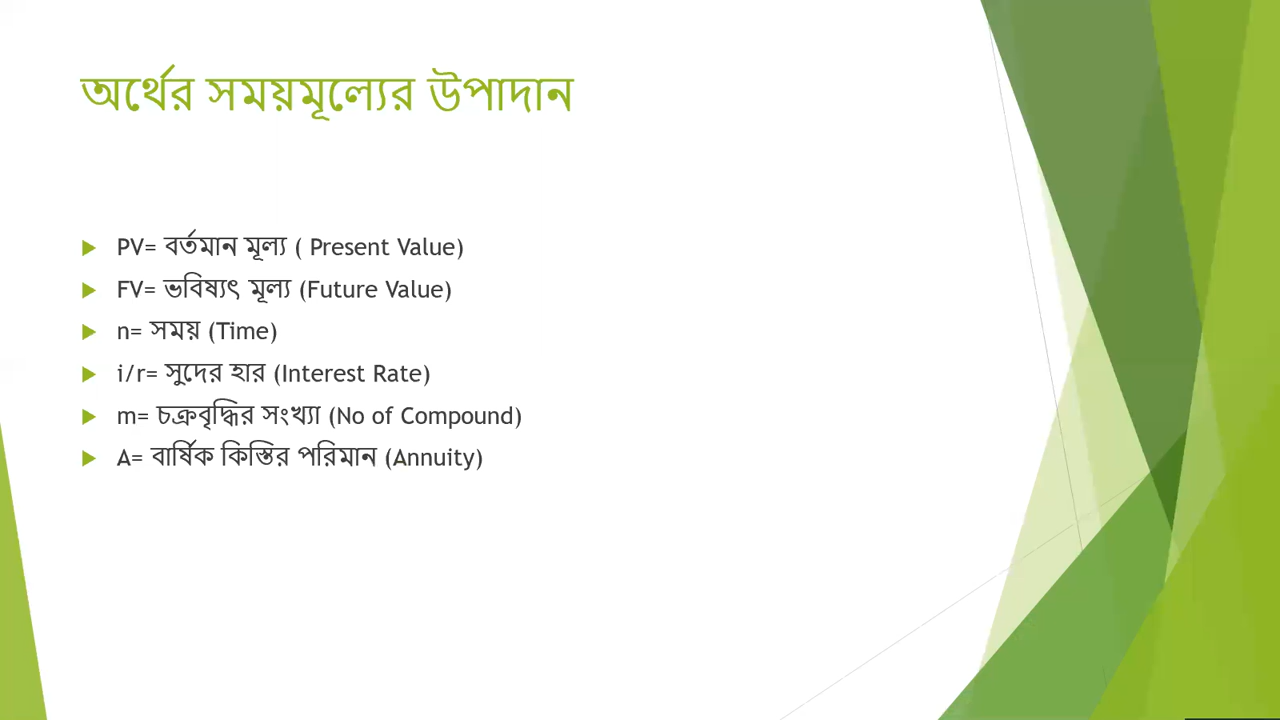 অর্থের সময়মূল্যের উপাদান
PV= বর্তমান মূল্য ( Present Value)
FV= ভবিষ্যৎ মূল্য (Future Value)
n= সময় (Time)
i/r= সুদের হার (Interest Rate)
m= চক্রবৃদ্ধির সংখ্যা (No of Compound)
A= বার্ষিক কিস্তির পরিমান (Annuity)